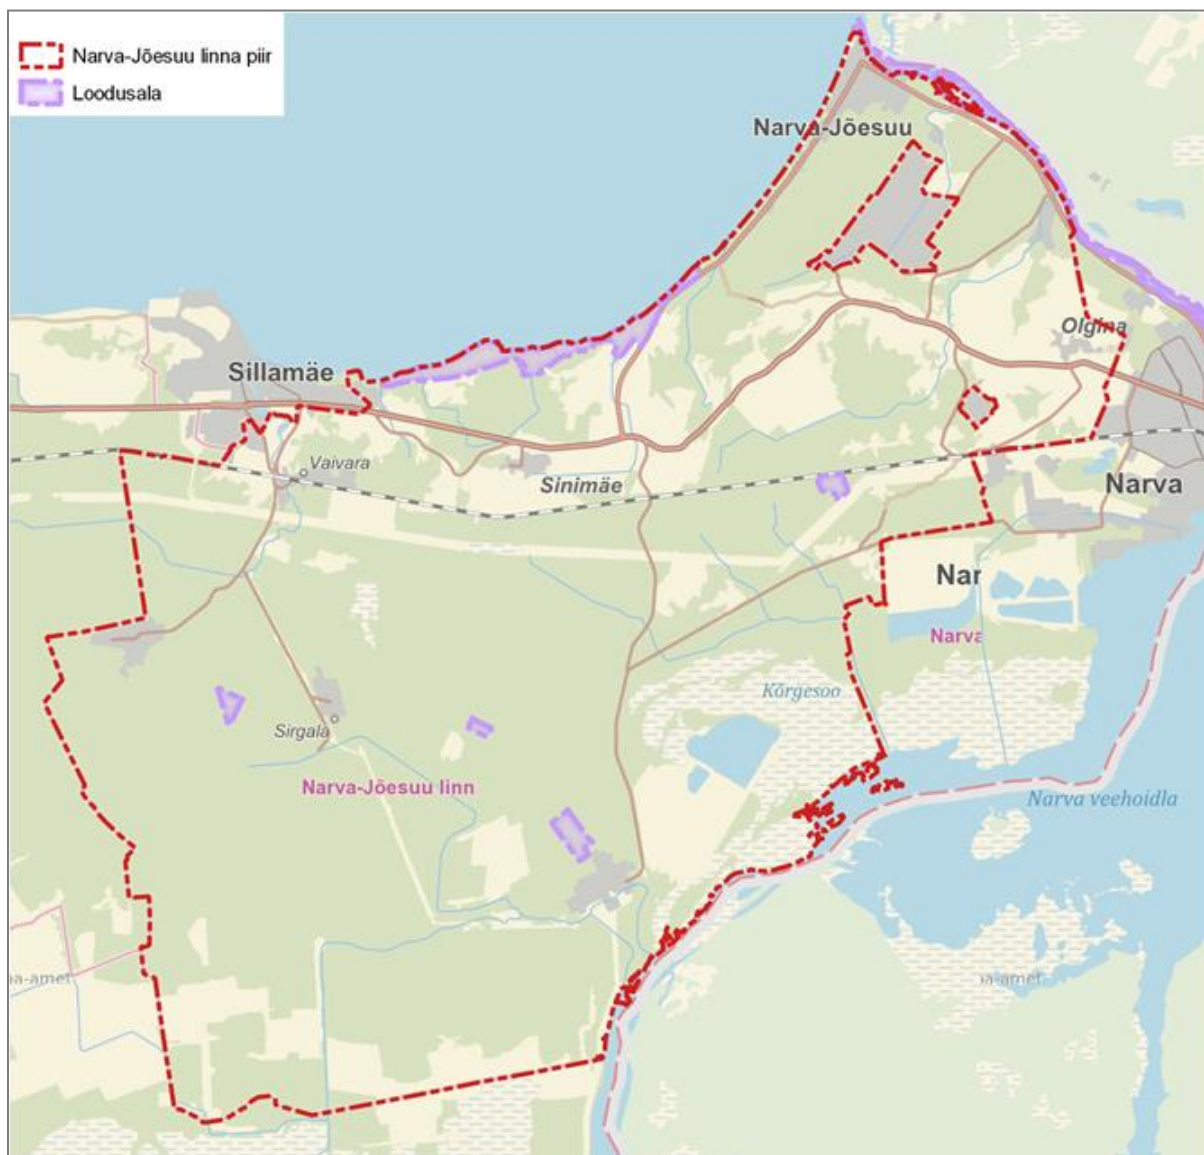 Narva-Jõesuu linna piir
Loodusala
Narva-Jõesuu
Olgina
Sillamäe
Vaivara
Sinimäe
Narva
Nar
Narva
Kõrgesoo
Sirgala
Narva-Jõesuu linn
Narva veehoidla